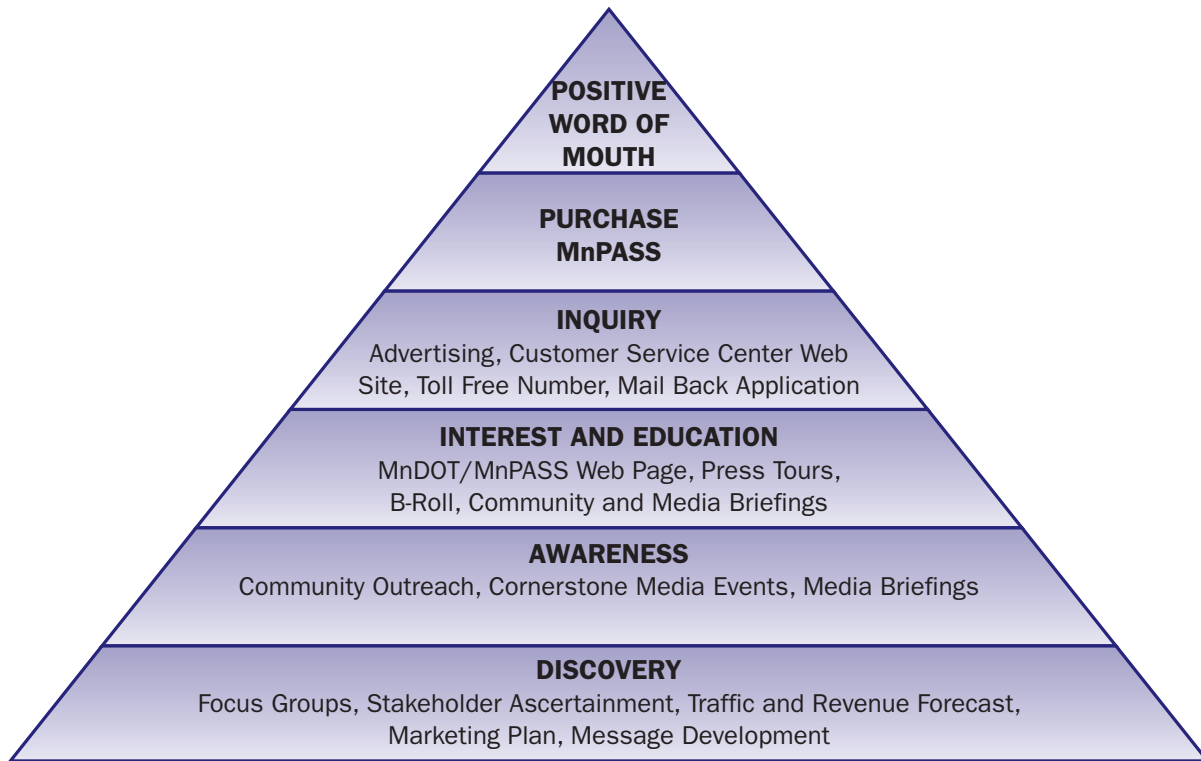 POSITIVE
WORD OF
MOUTH
PURCHASE
MnPASS
INQUIRY
Advertising, Customer Service Center Web
Site, Toll Free Number, Mail Back Application
INTEREST AND EDUCATION
MnDOT/MnPASS Web Page, Press Tours,
B-Roll, Community and Media Briefings
AWARENESS
Community Outreach, Cornerstone Media Events, Media Briefings
DISCOVERY
Focus Groups, Stakeholder Ascertainment, Traffic and Revenue Forecast,
Marketing Plan, Message Development